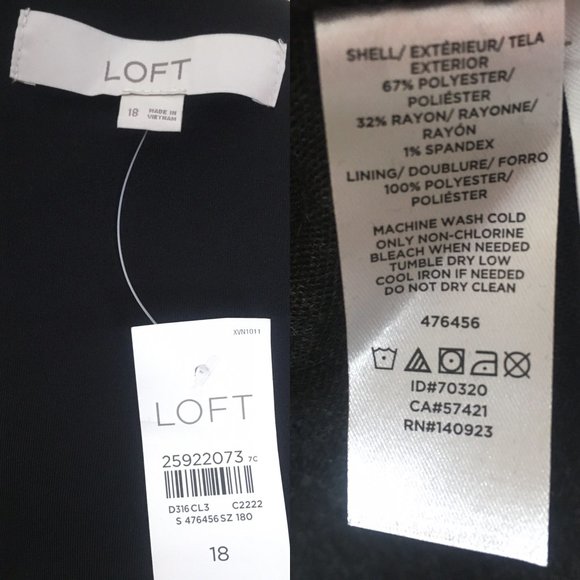 LOFT
18
MADE IN
VIETNAM
XVN1011
LOFT
25922073 7C
D316CL3 C2222
S 476456 SZ 180
18
SHELL/ EXTÉRIEUR/ TELA
EXTERIOR
67% POLYESTER/
POLIÉSTER
32% RAYON/ RAYONNE/
RAYÓN
1% SPANDEX
LINING/ DOUBLURE/ FORRO
100% POLYESTER/
POLIÉSTER
MACHINE WASH COLD
ONLY NON-CHLORINE
BLEACH WHEN NEEDED
TUMBLE DRY LOW
COOL IRON IF NEEDED
DO NOT DRY CLEAN
476456
ID#70320
CA#57421
RN#140923